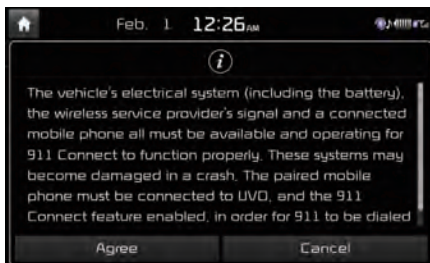 Feb. 1 12:26 AM
The vehicle's electrical system (including the battery),
the wireless service provider's signal and a connected
mobile phone all must be available and operating for
911 Connect to function properly. These systems may
become damaged in a crash. The paired mobile
phone must be connected to UVO, and the 911
Connect feature enabled, in order for 911 to be dialed
Agree Cancel